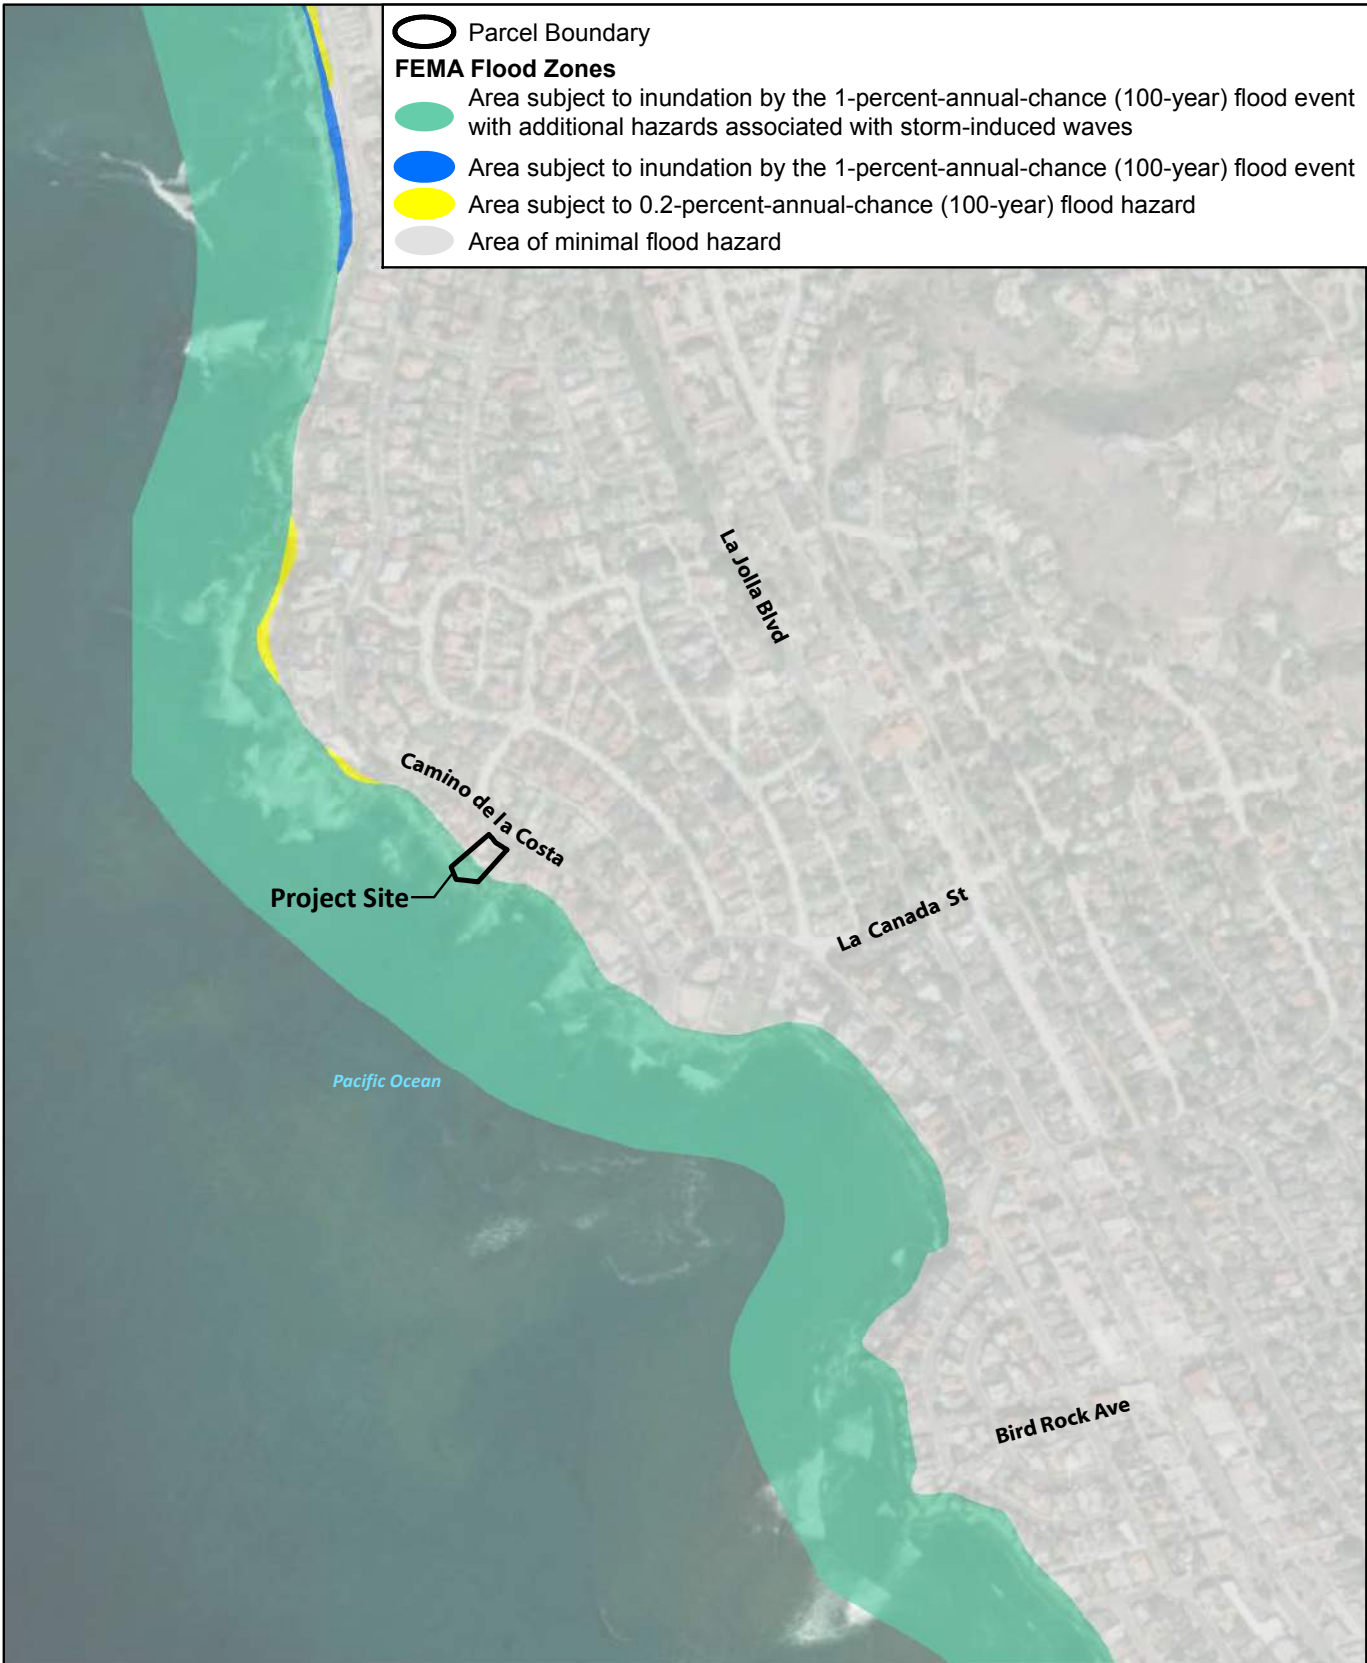 Parcel Boundary
FEMA Flood Zones
Area subject to inundation by the 1-percent-annual-chance (100-year) flood event
with additional hazards associated with storm-induced waves
Area subject to inundation by the 1-percent-annual-chance (100-year) flood event
Area subject to 0.2-percent-annual-chance (100-year) flood hazard
Area of minimal flood hazard
La Jolla Blvd
Camino de la Costa
Project Site
La Canada St
Pacific Ocean
Bird Rock Ave